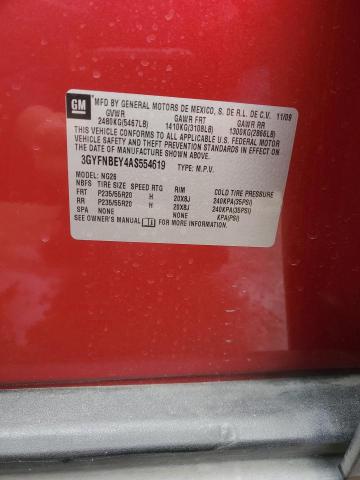 GM
MFD BY GENERAL MOTORS DE MEXICO, S. DE R.L. DE C.V. 11/09
GVWR GAWR FRT GAWR RR
2480KG(5467LB) 1410KG(3108LB) 1300KG(2866LB)
THIS VEHICLE CONFORMS TO ALL APPLICABLE U.S. FEDERAL MOTOR
VEHICLE SAFETY AND THEFT PREVENTION STANDARDS IN EFFECT ON
THE DATE OF MANUFACTURE SHOWN ABOVE.
3GYFNBEY4AS554619 TYPE: M.P.V.
MODEL: NG26
NBFS TIRE SIZE SPEED RTG RIM COLD TIRE PRESSURE
FRT P235/55R20 H 20X8J 240KPA(35PSI)
RR P235/55R20 H 20X8J 240KPA(35PSI)
SPA NONE NONE KPA(PSI)
SEE OWNER'S MANUAL FOR MORE INFORMATION.